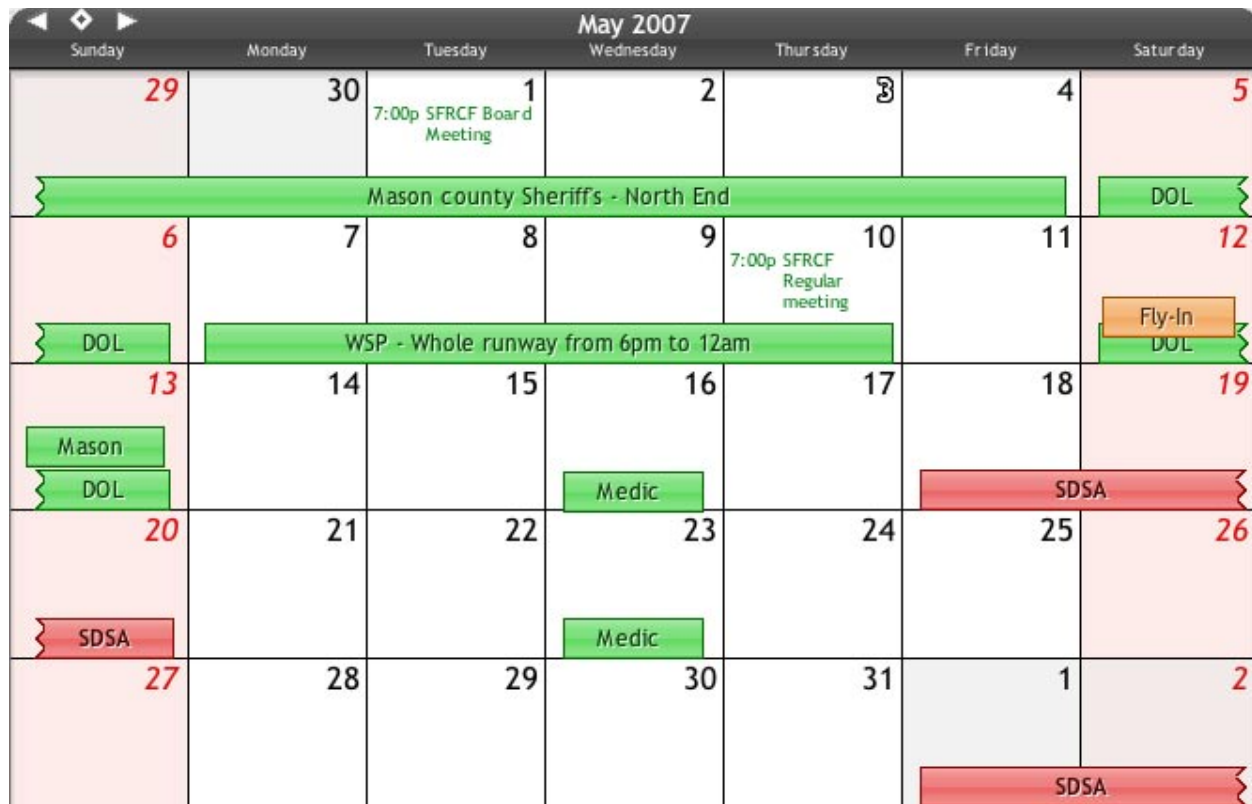 May 2007
Sunday Monday Tuesday Wednesday Thursday Friday Saturday
29 30 1 2 3 4 5
7:00p SFRCF Board
Meeting
Mason county Sheriff's - North End DOL
6 7 8 9 10 11 12
7:00p SFRCF
Regular
meeting
Fly-In
DOL WSP - Whole runway from 6pm to 12am DOL
13 14 15 16 17 18 19
Mason
DOL Medic SDSA
20 21 22 23 24 25 26
SDSA Medic
27 28 29 30 31 1 2
SDSA